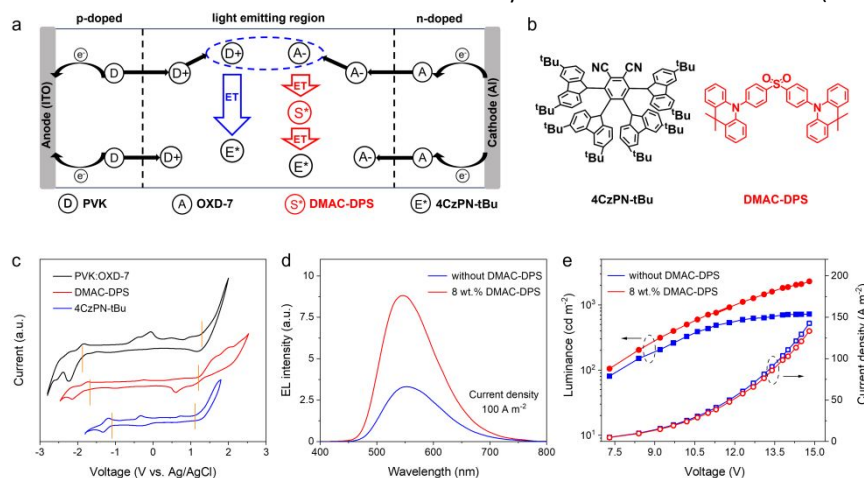 a
p-doped
light emitting region
n-doped
Anode (ITO)
Cathode (Al)
e-
D
D+
D+
A-
A-
A
e-
ET
ET
S*
ET
e-
D
D+
E*
E*
A-
A
e-
D PVK
A OXD-7
S* DMAC-DPS
E* 4CzPN-tBu
b
tBu
NC
CN
tBu
tBu
tBu
tBu
tBu
tBu
tBu
4CzPN-tBu
O
S
O
N
N
DMAC-DPS
c
PVK:OXD-7
DMAC-DPS
4CzPN-tBu
Current (a.u.)
-3 -2 -1 0 1 2 3
Voltage (V vs. Ag/AgCl)
d
without DMAC-DPS
8 wt.% DMAC-DPS
Current density
100 A m-2
EL intensity (a.u.)
10.0
7.5
5.0
2.5
0
400 500 600 700 800
Wavelength (nm)
e
without DMAC-DPS
8 wt.% DMAC-DPS
Luminance (cd m-2)
10³
10²
10¹
200
150
100
50
0
Current density (A m-2)
7.5 9.0 10.5 12.0 13.5 15.0
Voltage (V)